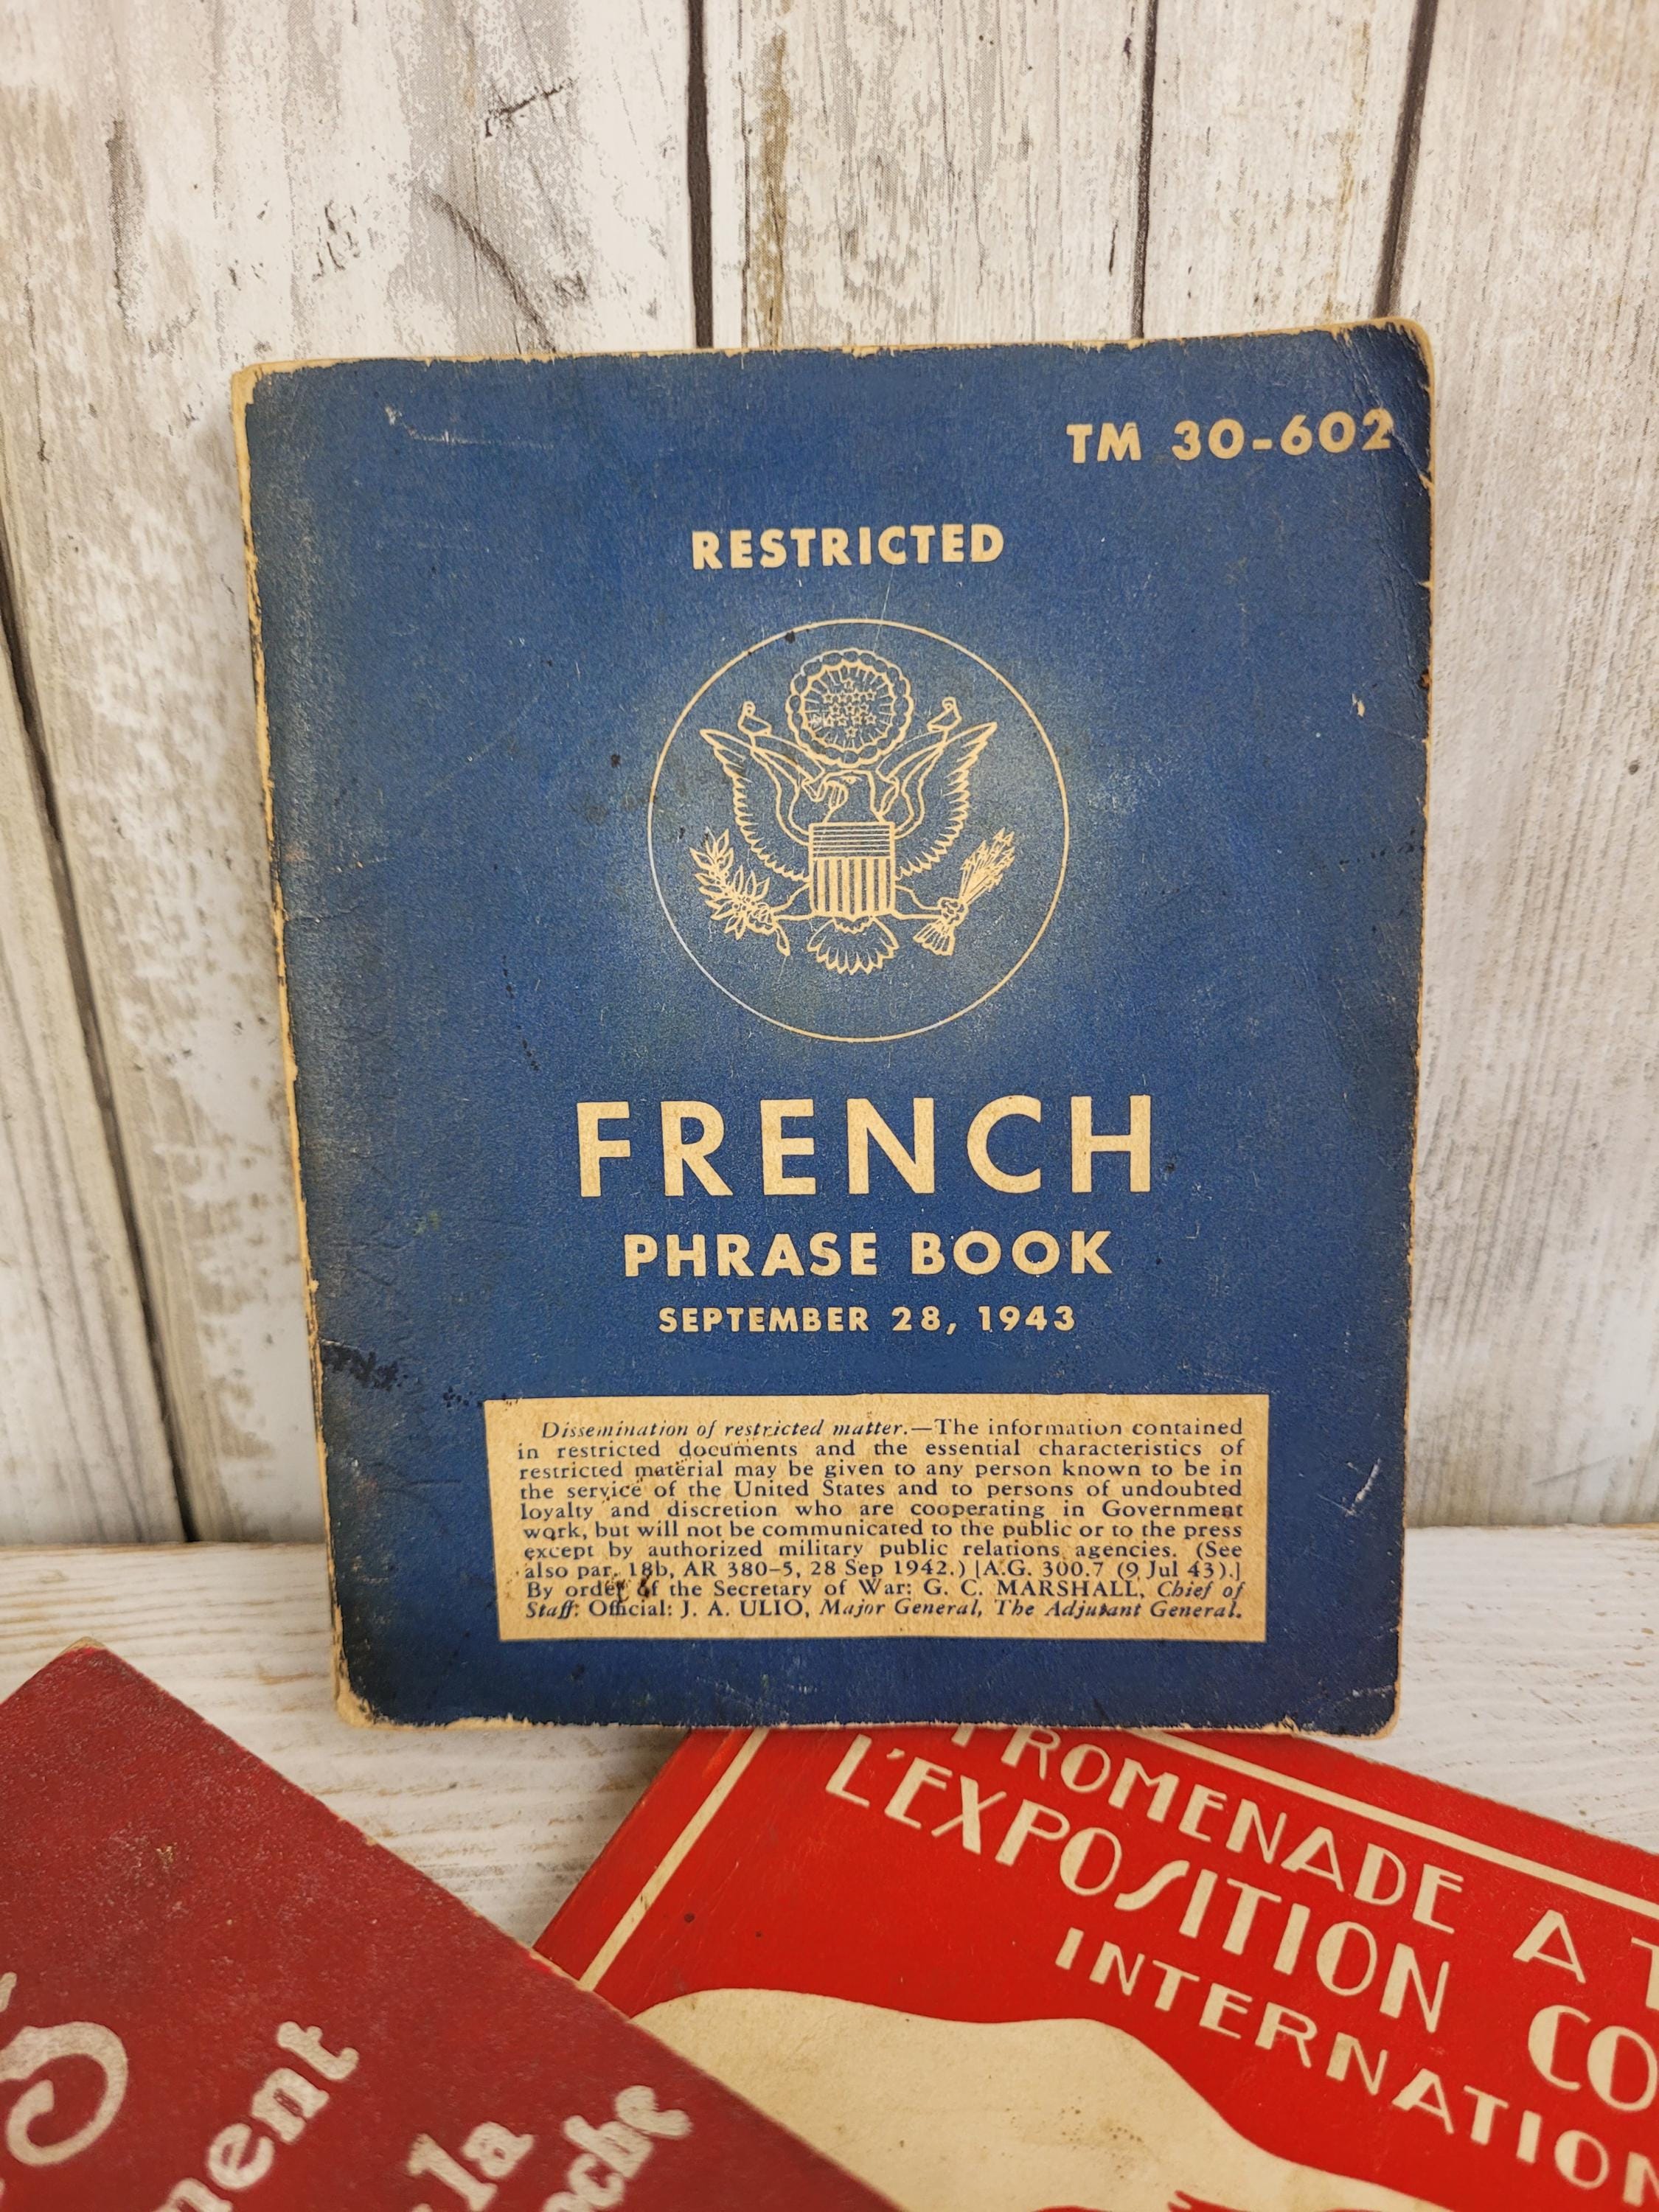 TM 30-602
RESTRICTED
FRENCH
PHRASE BOOK
SEPTEMBER 28, 1943
Dissemination of restricted matter.—The information contained
in restricted documents and the essential characteristics of
restricted material may be given to any person known to be in
the service of the United States and to persons of undoubted
loyalty and discretion who are cooperating in Government
work, but will not be communicated to the public or to the press
except by authorized military public relations agencies. (See
also par. 18b, AR 380-5, 28 Sep 1942.) [A.G. 300.7 (9 Jul 43).]
By order of the Secretary of War: G. C. MARSHALL, Chief of
Staff: Official: J. A. ULIO, Major General, The Adjutant General.
PROMENADE A
L'EXPOSITION
la